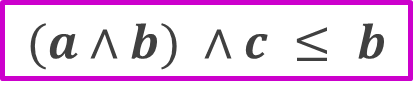 (a ∧ b) ∧ c ≤ b